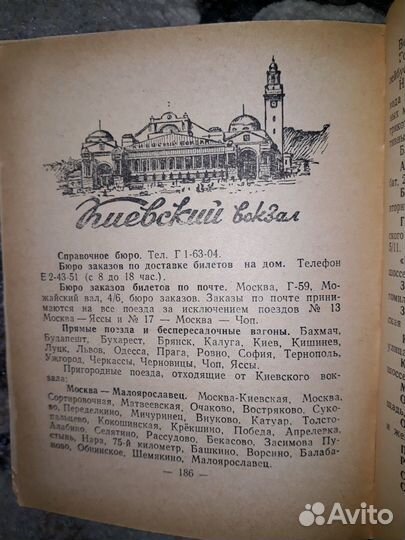 Киевский вокзал
Справочное бюро. Тел. Г 1-63-04.
Бюро заказов по доставке билетов на дом. Телефон
Е 2-43-51 (с 8 до 18 час.)
Бюро заказов билетов по почте. Москва, Г-59, Мо-
жайский вал, 4/6, бюро заказов. Заказы по почте прини-
маются на все поезда за исключением поездов № 13
Москва — Яссы и № 17 — Москва — Чоп.
Прямые поезда и беспересадочные вагоны. Бахмач,
Будапешт, Бухарест, Брянск, Калуга, Киев, Кишинев,
Луцк, Львов, Одесса, Прага, Ровно, София, Тернополь,
Ужгород, Черкассы, Черновицы, Чоп, Яссы.
Пригородные поезда, отходящие от Киевского вок-
зала:
Москва — Малоярославец. Москва-Киевская, Москва,
Сортировочная, Матвеевская, Очаково, Востряково, Суко-
во, Переделкино, Мичуринец, Внуково, Катуар. Толсто-
пальцево, Кокошинская, Крёкшино, Победа, Апрелевка,
Алабино, Селятино, Рассудово, Бекасово, Засимова Пу-
стынь, Нара, 75-й километр, Башкино, Ворсино, Балаба-
ново, Обнинское, Шемякино, Малоярославец.
— 186 —
Avito